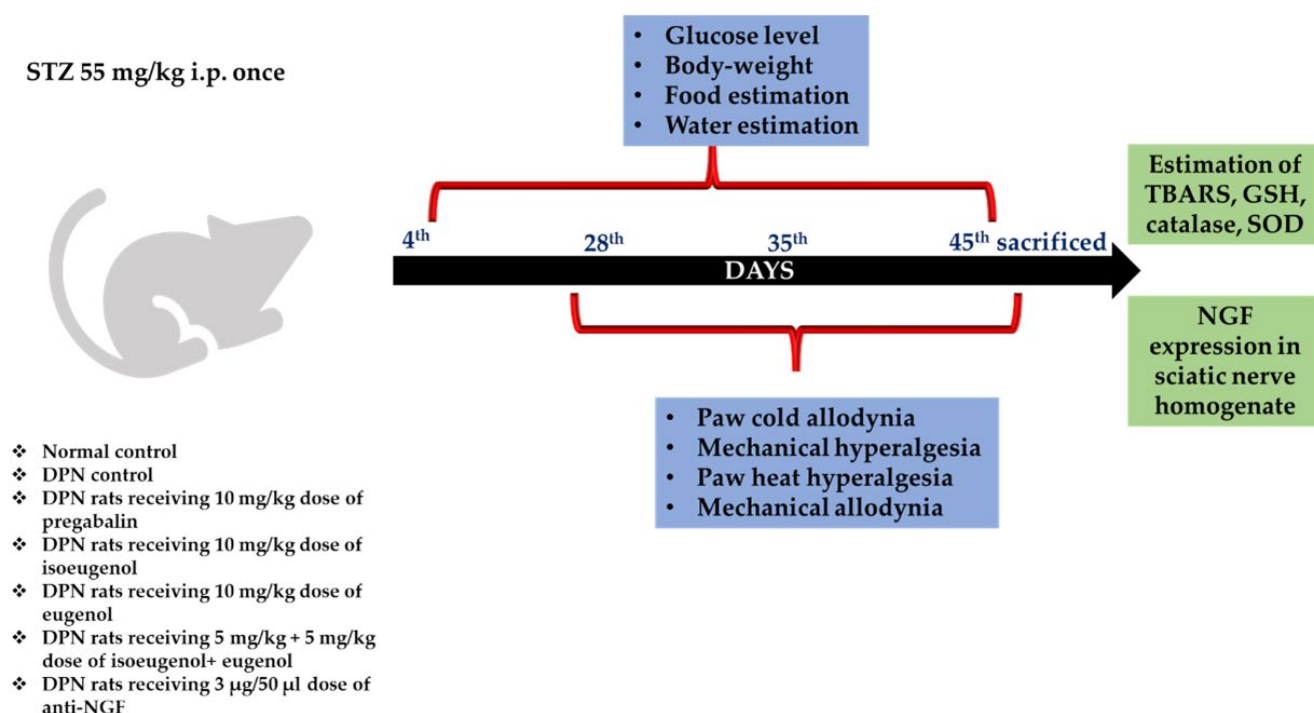 STZ 55 mg/kg i.p. once
• Glucose level
• Body-weight
• Food estimation
• Water estimation
4th
28th
35th
45th sacrificed
DAYS
Estimation of
TBARS, GSH,
catalase, SOD
NGF
expression in
sciatic nerve
homogenate
• Paw cold allodynia
• Mechanical hyperalgesia
• Paw heat hyperalgesia
• Mechanical allodynia
❖ Normal control
❖ DPN control
❖ DPN rats receiving 10 mg/kg dose of
pregabalin
❖ DPN rats receiving 10 mg/kg dose of
isoeugenol
❖ DPN rats receiving 10 mg/kg dose of
eugenol
❖ DPN rats receiving 5 mg/kg + 5 mg/kg
dose of isoeugenol+ eugenol
❖ DPN rats receiving 3 µg/50 µl dose of
anti-NGF